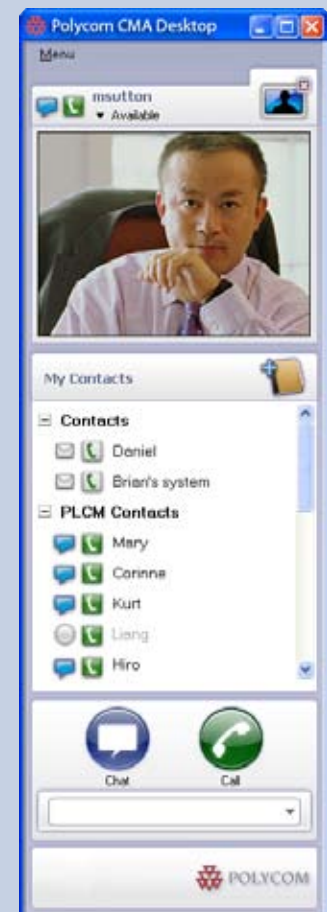 Polycom CMA Desktop
Menu
msutton
Available
My Contacts
Contacts
Daniel
Brian's system
PLCM Contacts
Mary
Corinne
Kurt
Liang
Hiro
Chat
Call
POLYCOM